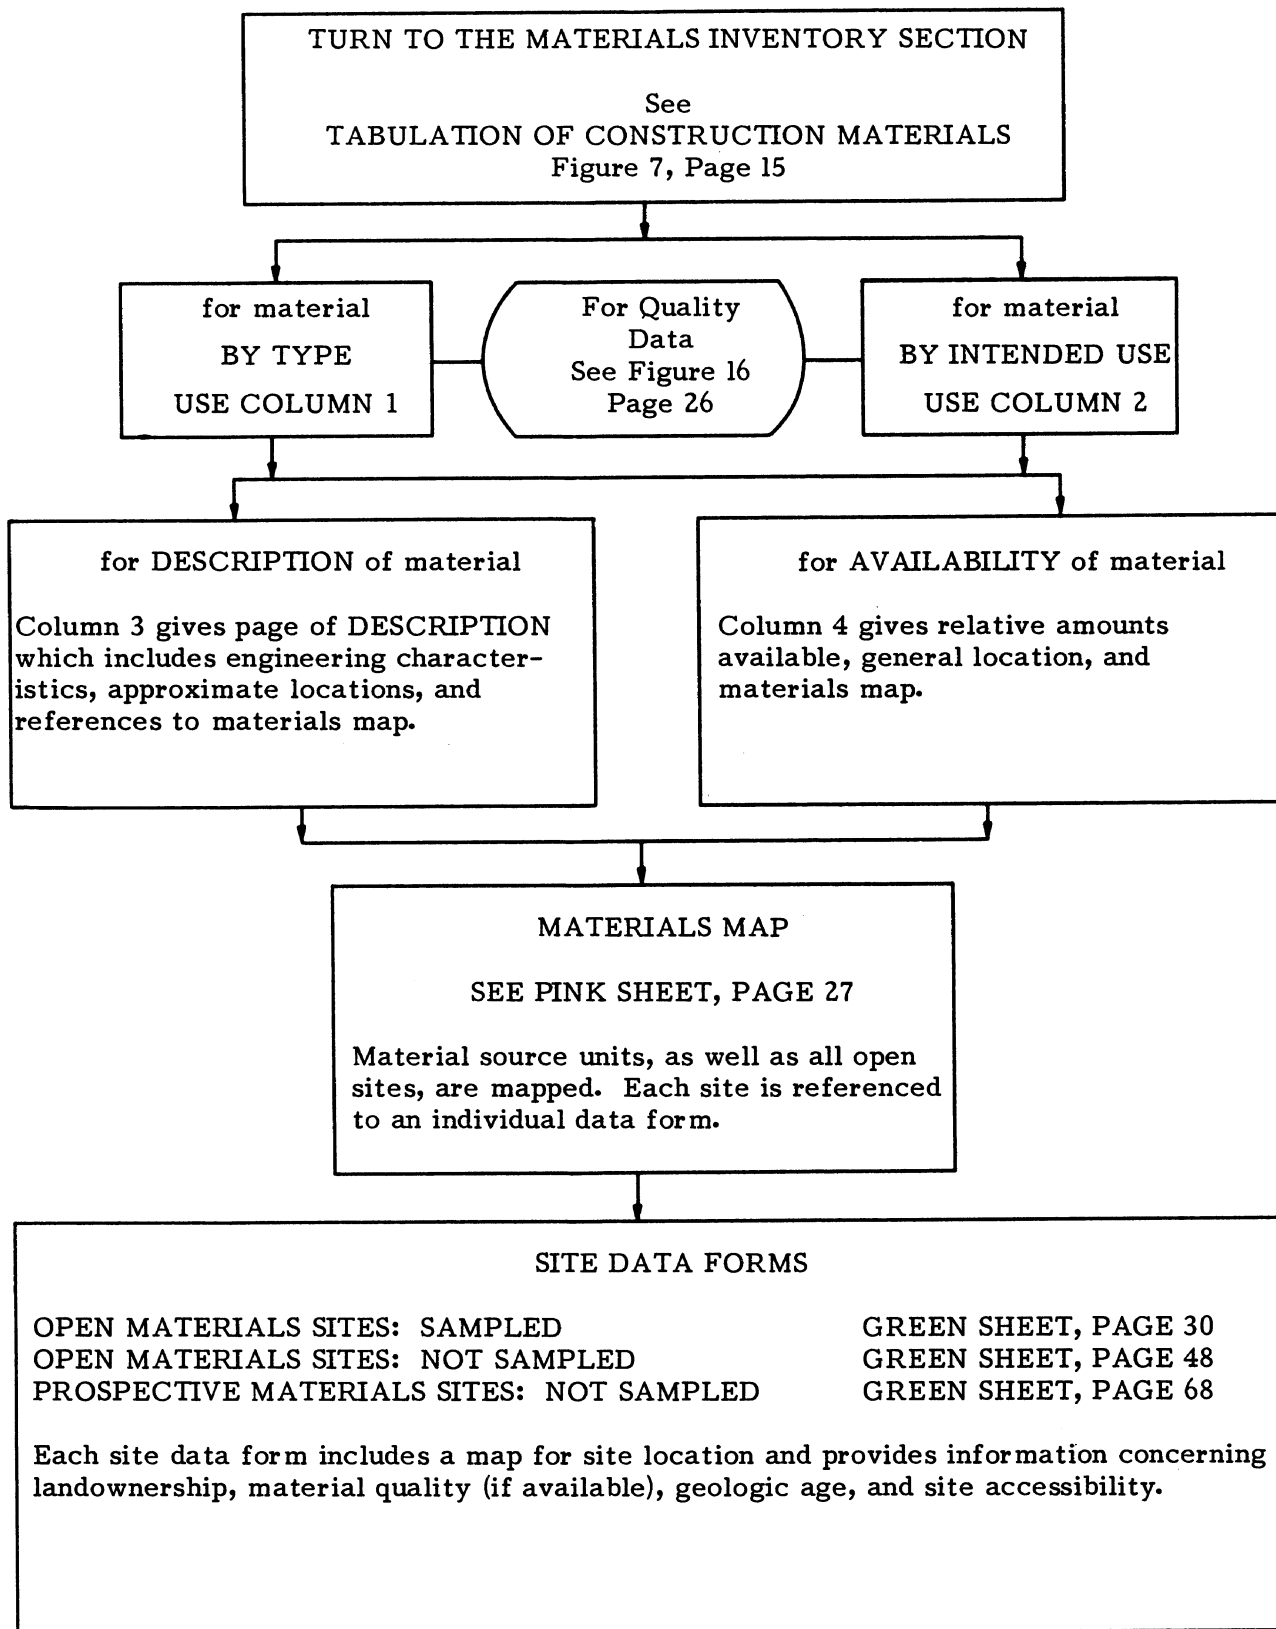 TURN TO THE MATERIALS INVENTORY SECTION
See
TABULATION OF CONSTRUCTION MATERIALS
Figure 7, Page 15
for material
BY TYPE
USE COLUMN 1
For Quality
Data
See Figure 16
Page 26
for material
BY INTENDED USE
USE COLUMN 2
for DESCRIPTION of material
Column 3 gives page of DESCRIPTION
which includes engineering character-
istics, approximate locations, and
references to materials map.
for AVAILABILITY of material
Column 4 gives relative amounts
available, general location, and
materials map.
MATERIALS MAP
SEE PINK SHEET, PAGE 27
Material source units, as well as all open
sites, are mapped. Each site is referenced
to an individual data form.
SITE DATA FORMS
OPEN MATERIALS SITES: SAMPLED GREEN SHEET, PAGE 30
OPEN MATERIALS SITES: NOT SAMPLED GREEN SHEET, PAGE 48
PROSPECTIVE MATERIALS SITES: NOT SAMPLED GREEN SHEET, PAGE 68
Each site data form includes a map for site location and provides information concerning
landownership, material quality (if available), geologic age, and site accessibility.